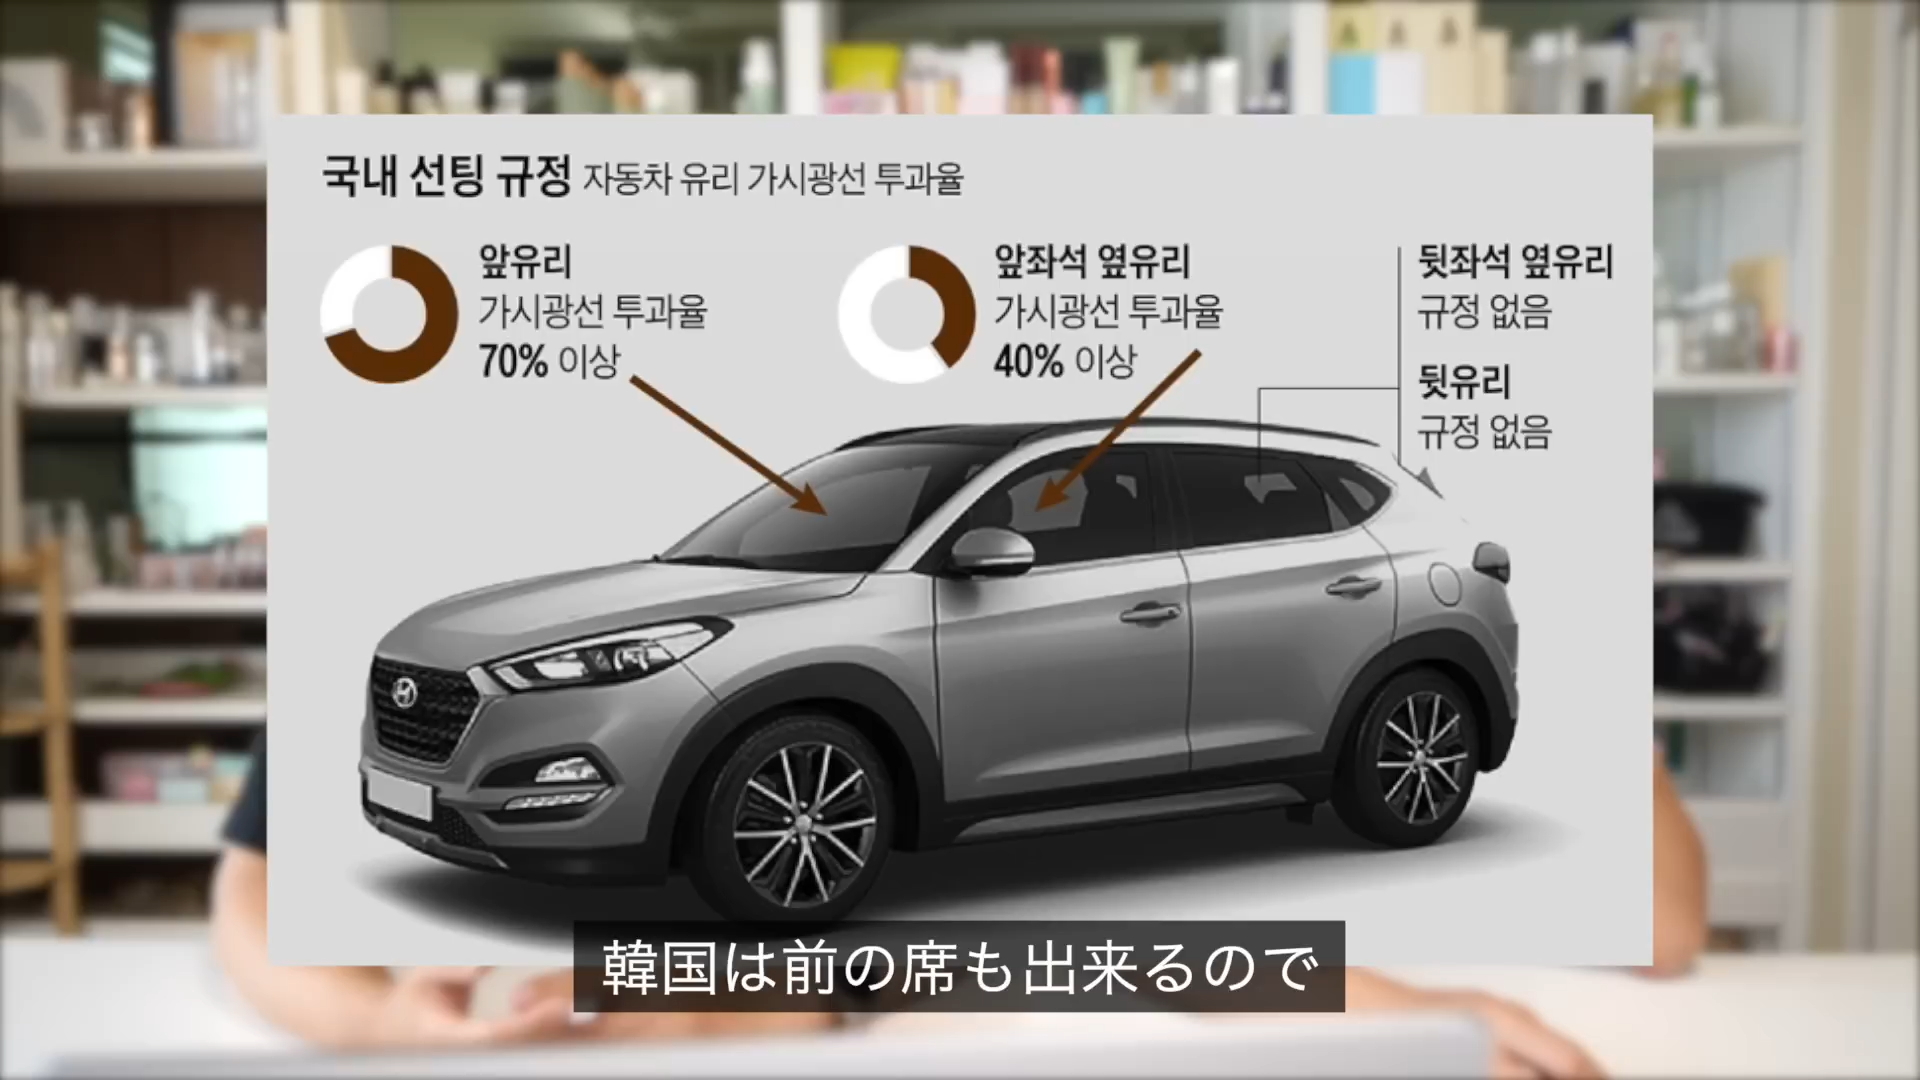 국내 선팅 규정 자동차 유리 가시광선 투과율
앞유리
가시광선 투과율
70% 이상
앞좌석 옆유리
가시광선 투과율
40% 이상
뒷좌석 옆유리
규정 없음
뒷유리
규정 없음
韓国は前の席も出来るので